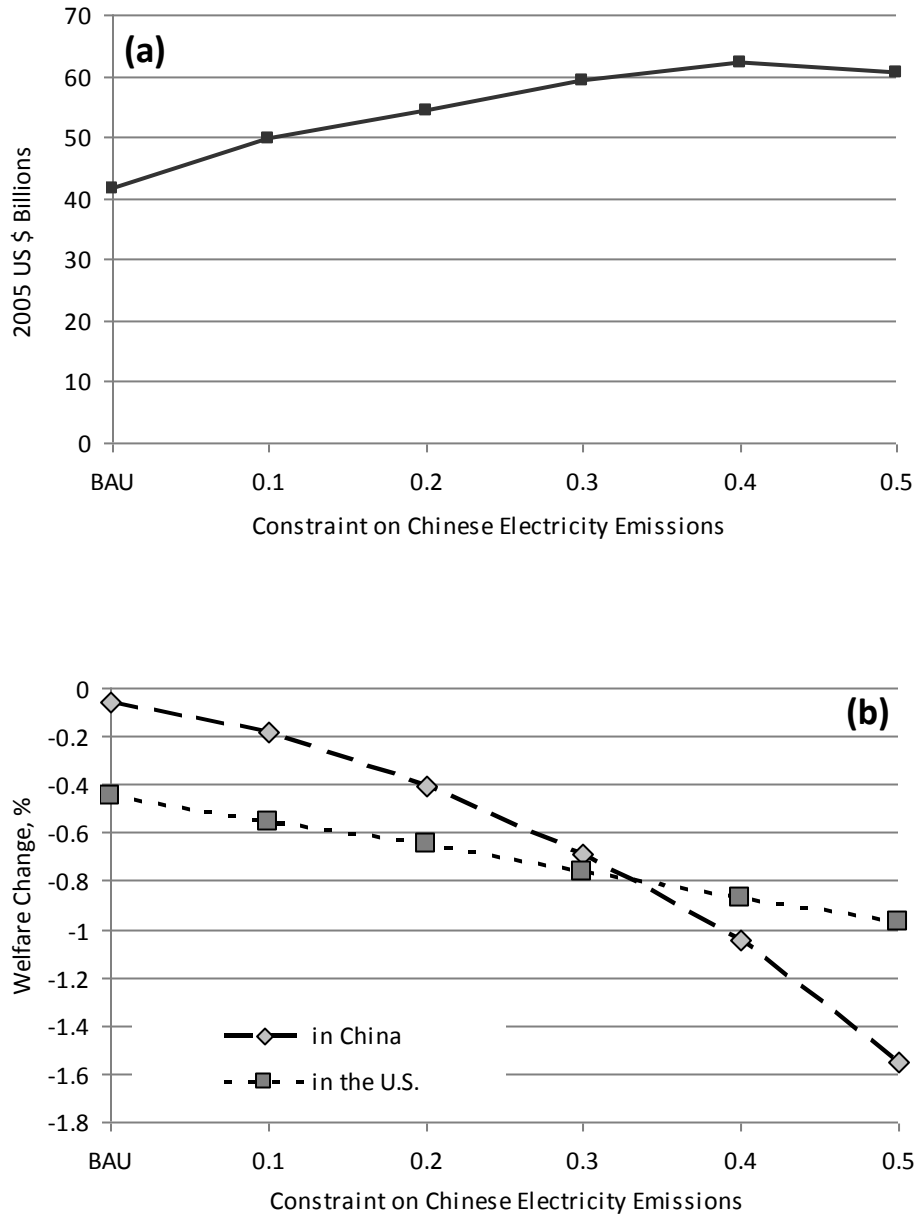 (a)
2005 US $ Billions
70
60
50
40
30
20
10
0
BAU 0.1 0.2 0.3 0.4 0.5
Constraint on Chinese Electricity Emissions
(b)
Welfare Change, %
0
-0.2
-0.4
-0.6
-0.8
-1
-1.2
-1.4
-1.6
-1.8
in China
in the U.S.
BAU 0.1 0.2 0.3 0.4 0.5
Constraint on Chinese Electricity Emissions